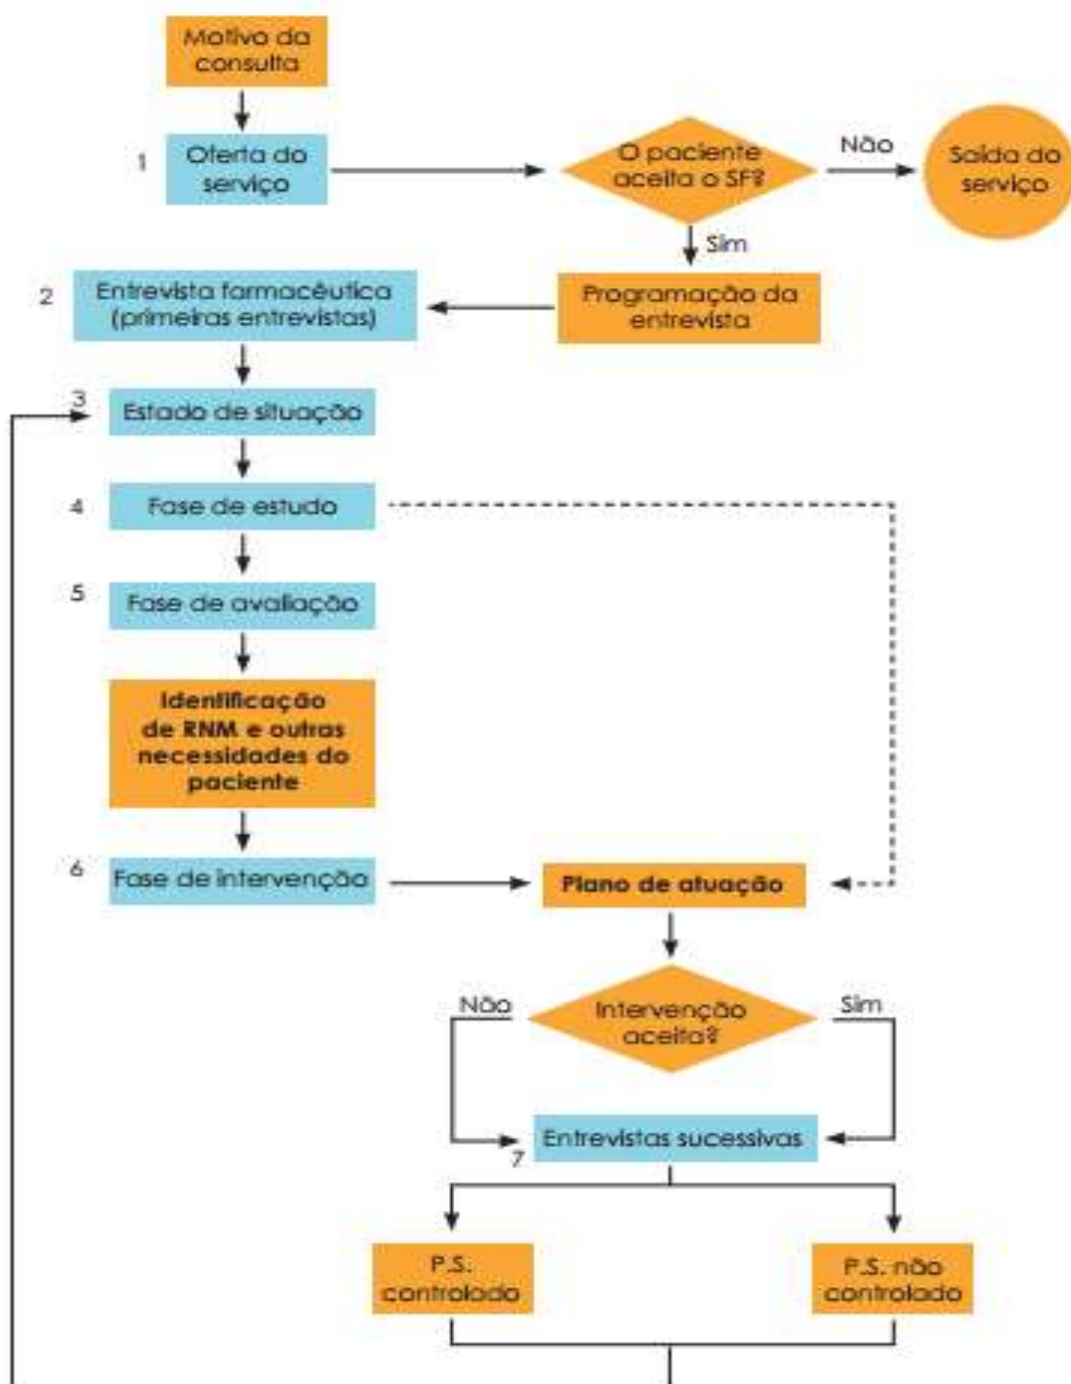 Motivo da
consulta
1
Oferta do
serviço
O paciente
aceita o SF?
Não
Saída do
serviço
Sim
2
Entrevista farmacêutica
(primeiras entrevistas)
Programação da
entrevista
3
Estado de situação
4
Fase de estudo
5
Fase de avaliação
Identificação
de RNM e outras
necessidades do
paciente
6
Fase de intervenção
Plano de atuação
Não
Intervenção
aceita?
Sim
Entrevistas sucessivas
7
P.S.
controlado
P.S. não
controlado